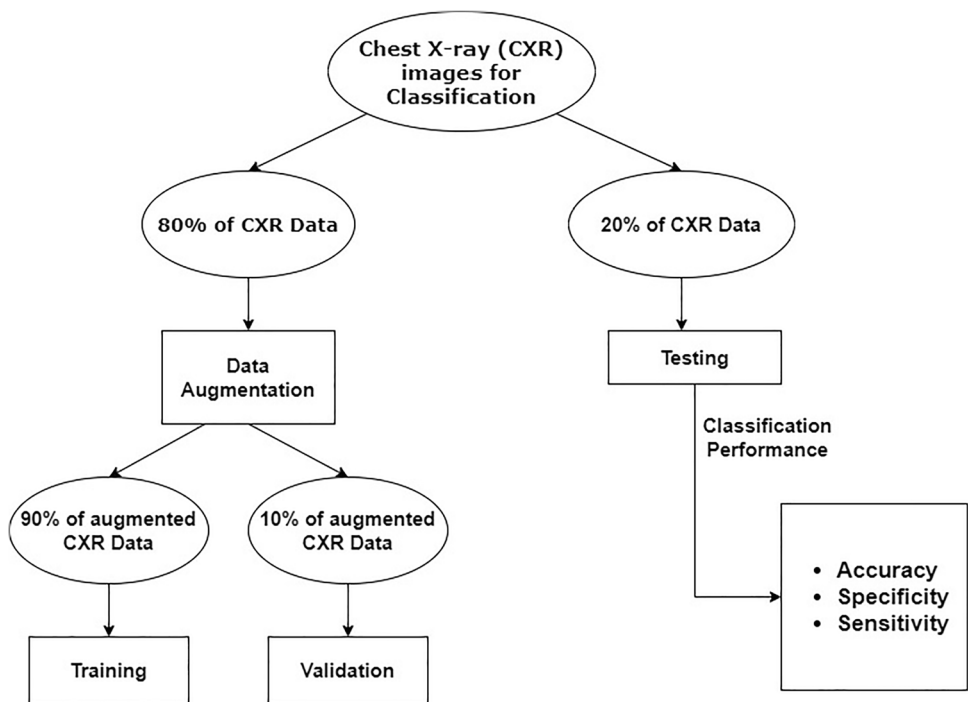 Chest X-ray (CXR)
images for
Classification
80% of CXR Data
20% of CXR Data
Data
Augmentation
Testing
Classification
Performance
90% of augmented
CXR Data
10% of augmented
CXR Data
• Accuracy
• Specificity
• Sensitivity
Training
Validation